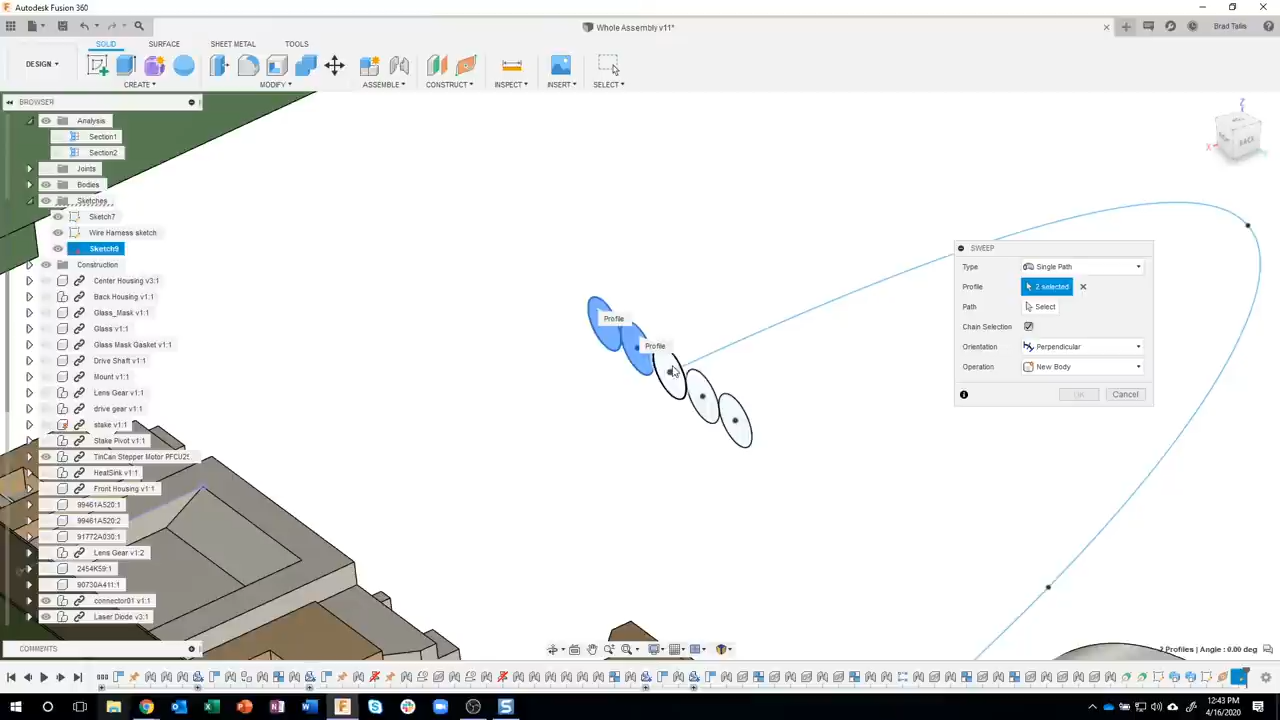 Autodesk Fusion 360
Whole Assembly v11*
Brad Tallis
DESIGN
SOLID SURFACE SHEET METAL TOOLS
CREATE MODIFY ASSEMBLE CONSTRUCT INSPECT INSERT SELECT
BROWSER
Analysis
Section1
Section2
Joints
Bodies
Sketches
Sketch7
Wire Harness sketch
Sketch9
Construction
Center Housing v3:1
Back Housing v1:1
Glass_Mask v1:1
Glass v1:1
Glass Mask Gasket v1:1
Drive Shaft v1:1
Mount v1:1
Lens Gear v1:1
drive gear v1:1
stake v1:1
Stake Pivot v1:1
TinCan Stepper Motor PFCU25
HeatSink v1:1
Front Housing v1:1
99461A520:1
99461A520:2
91772A030:1
Lens Gear v1:2
2454K59:1
90730A411:1
connector01 v1:1
Laser Diode v3:1
Profile
Profile
Z
X
BACK
SWEEP
Type Single Path
Profile 2 selected
Path Select
Chain Selection
Orientation Perpendicular
Operation New Body
OK Cancel
COMMENTS
2 Profiles | Angle : 0.00 deg
12:43 PM
4/16/2020